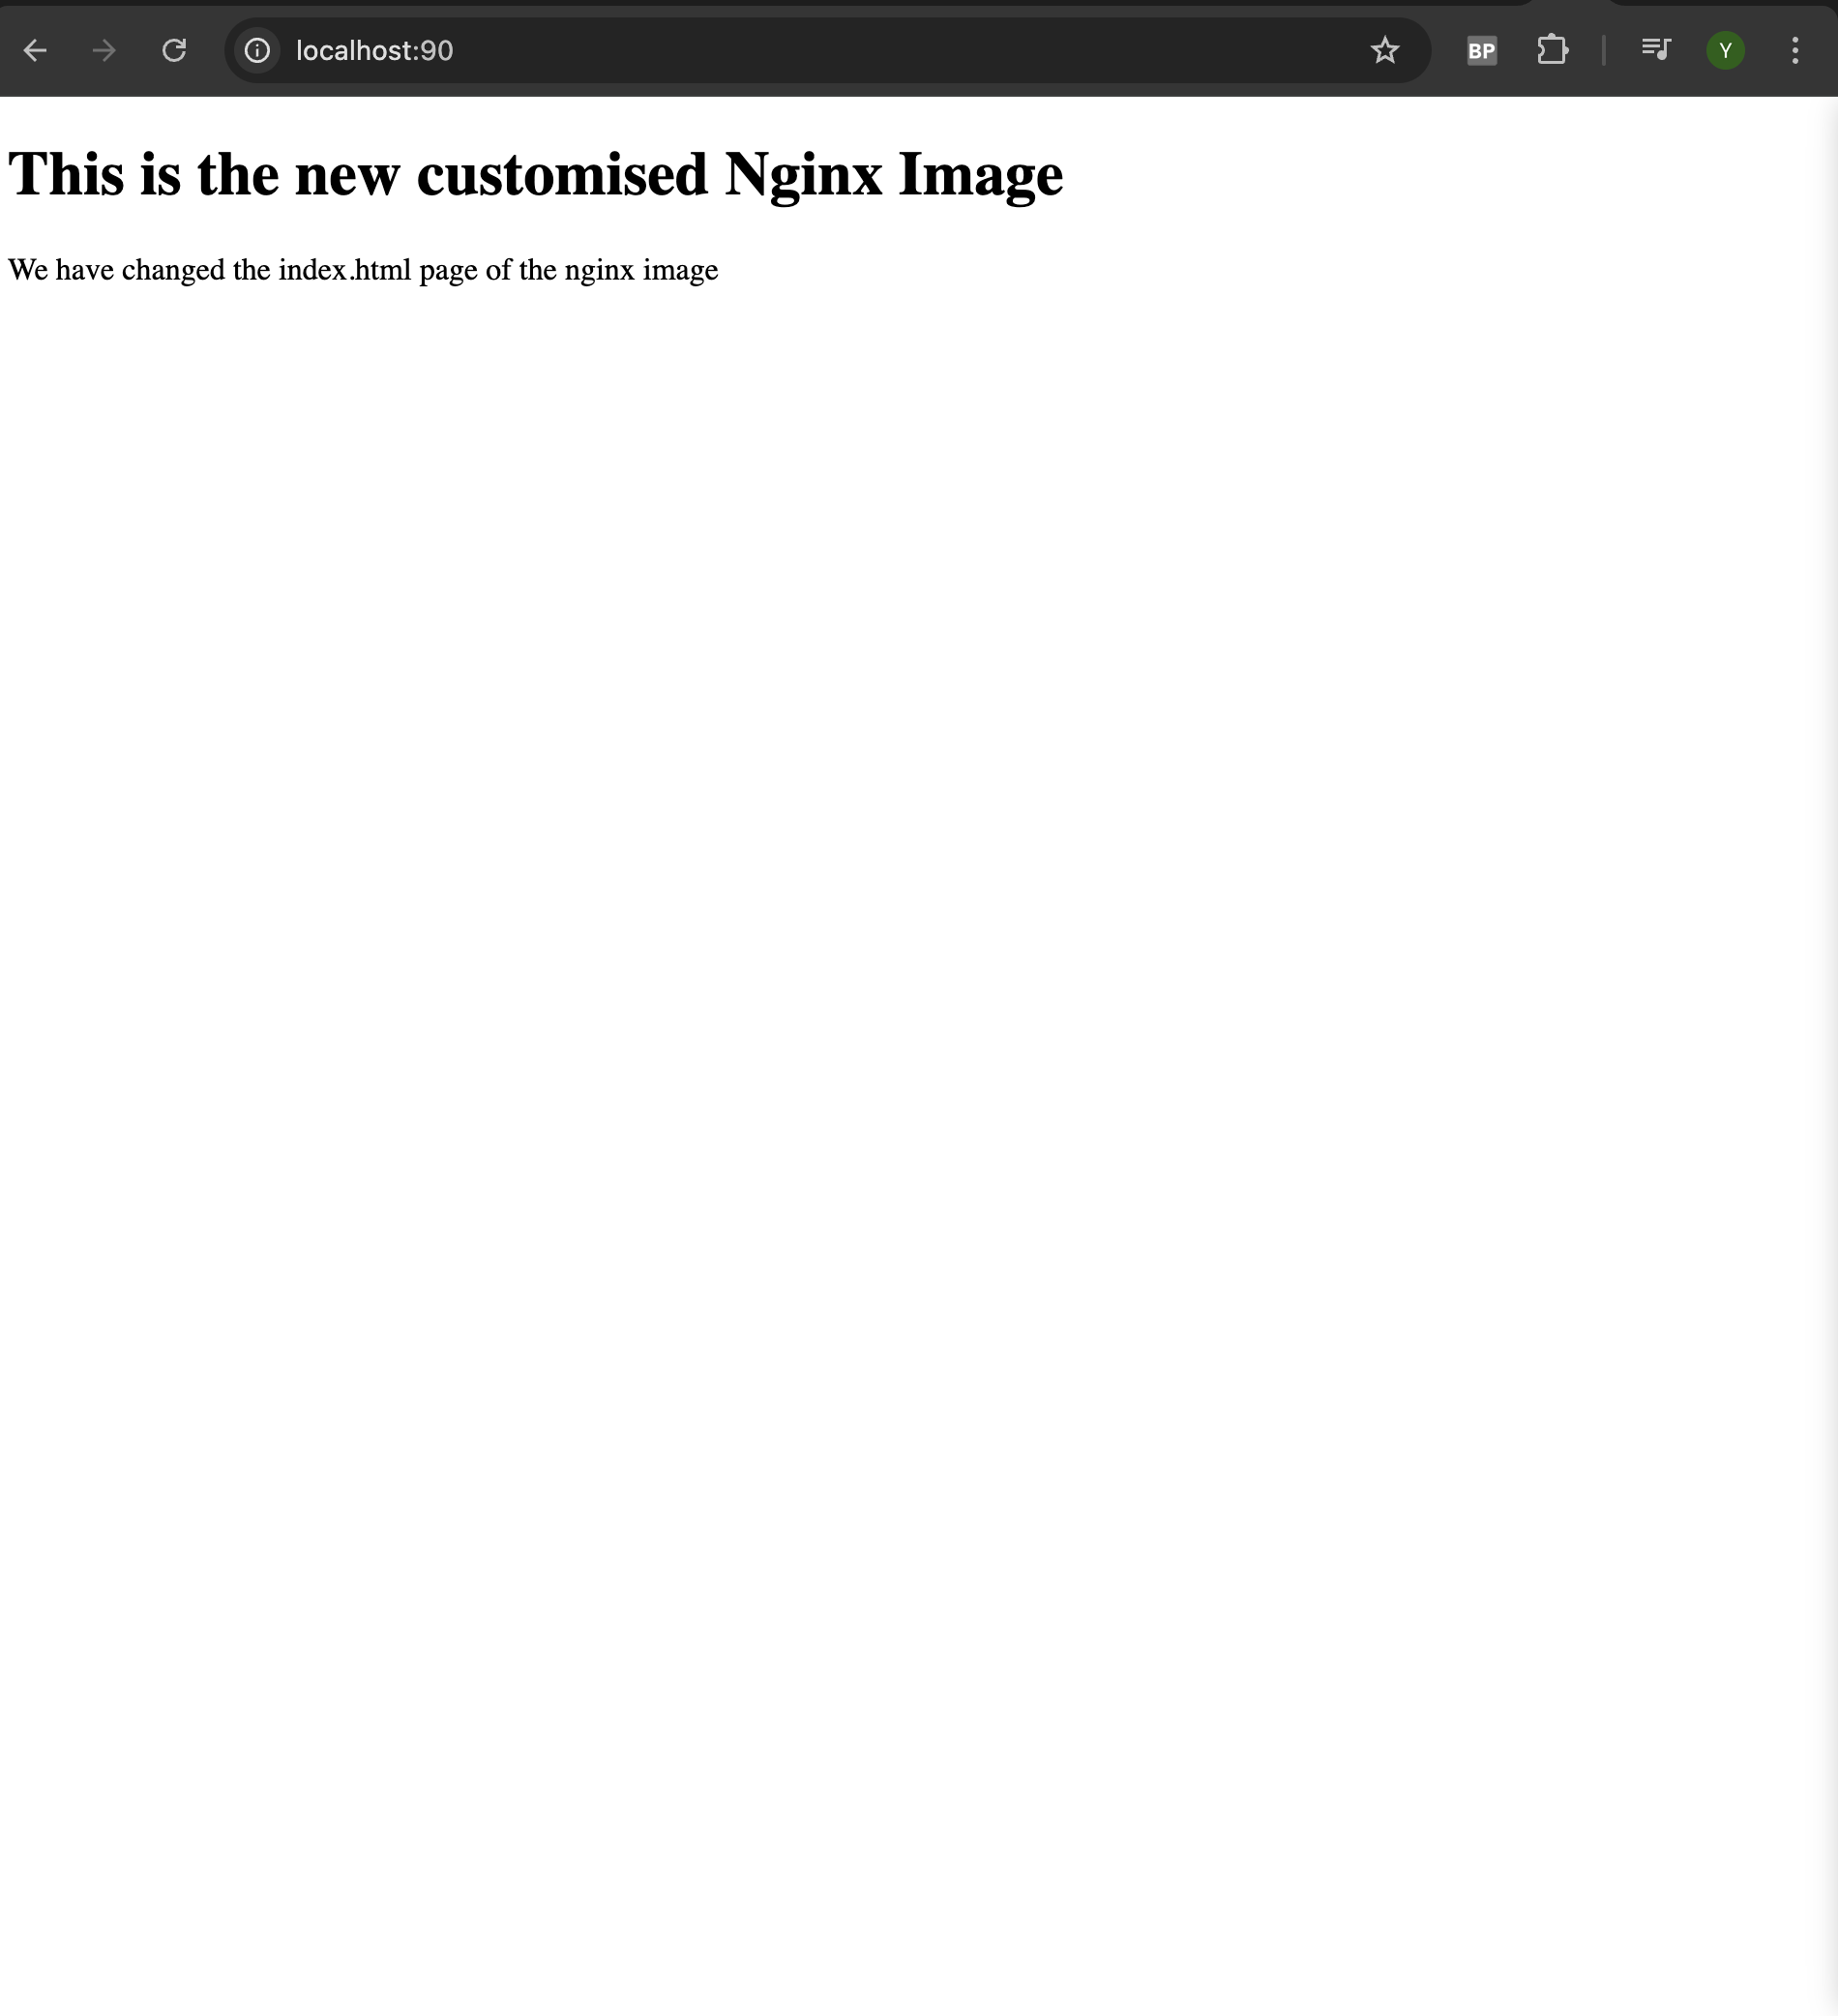 localhost:90
BP
Y
This is the new customised Nginx Image
We have changed the index.html page of the nginx image